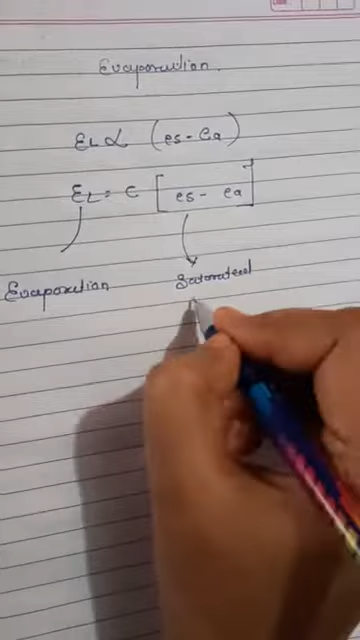 Evaporation.
EL ∝ (es - ea)
EL = C [es - ea]
Evaporation
Saturated